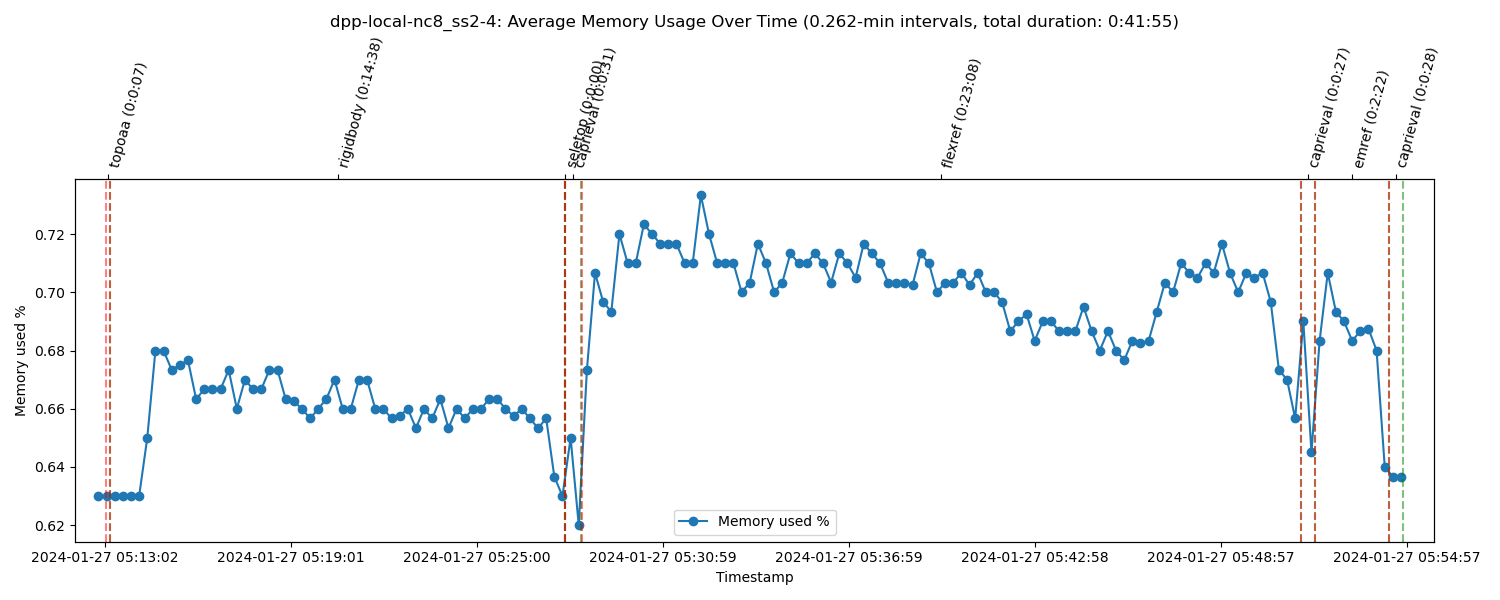 dpp-local-nc8_ss2-4: Average Memory Usage Over Time (0.262-min intervals, total duration: 0:41:55)
topoaa (0:0:07)
rigidbody (0:14:38)
seletop (0:0:00)
caprieval (0:0:31)
flexref (0:23:08)
caprieval (0:0:27)
emref (0:2:22)
caprieval (0:0:28)
Memory used %
0.72
0.70
0.68
0.66
0.64
0.62
Memory used %
2024-01-27 05:13:02
2024-01-27 05:19:01
2024-01-27 05:25:00
2024-01-27 05:30:59
2024-01-27 05:36:59
2024-01-27 05:42:58
2024-01-27 05:48:57
2024-01-27 05:54:57
Timestamp